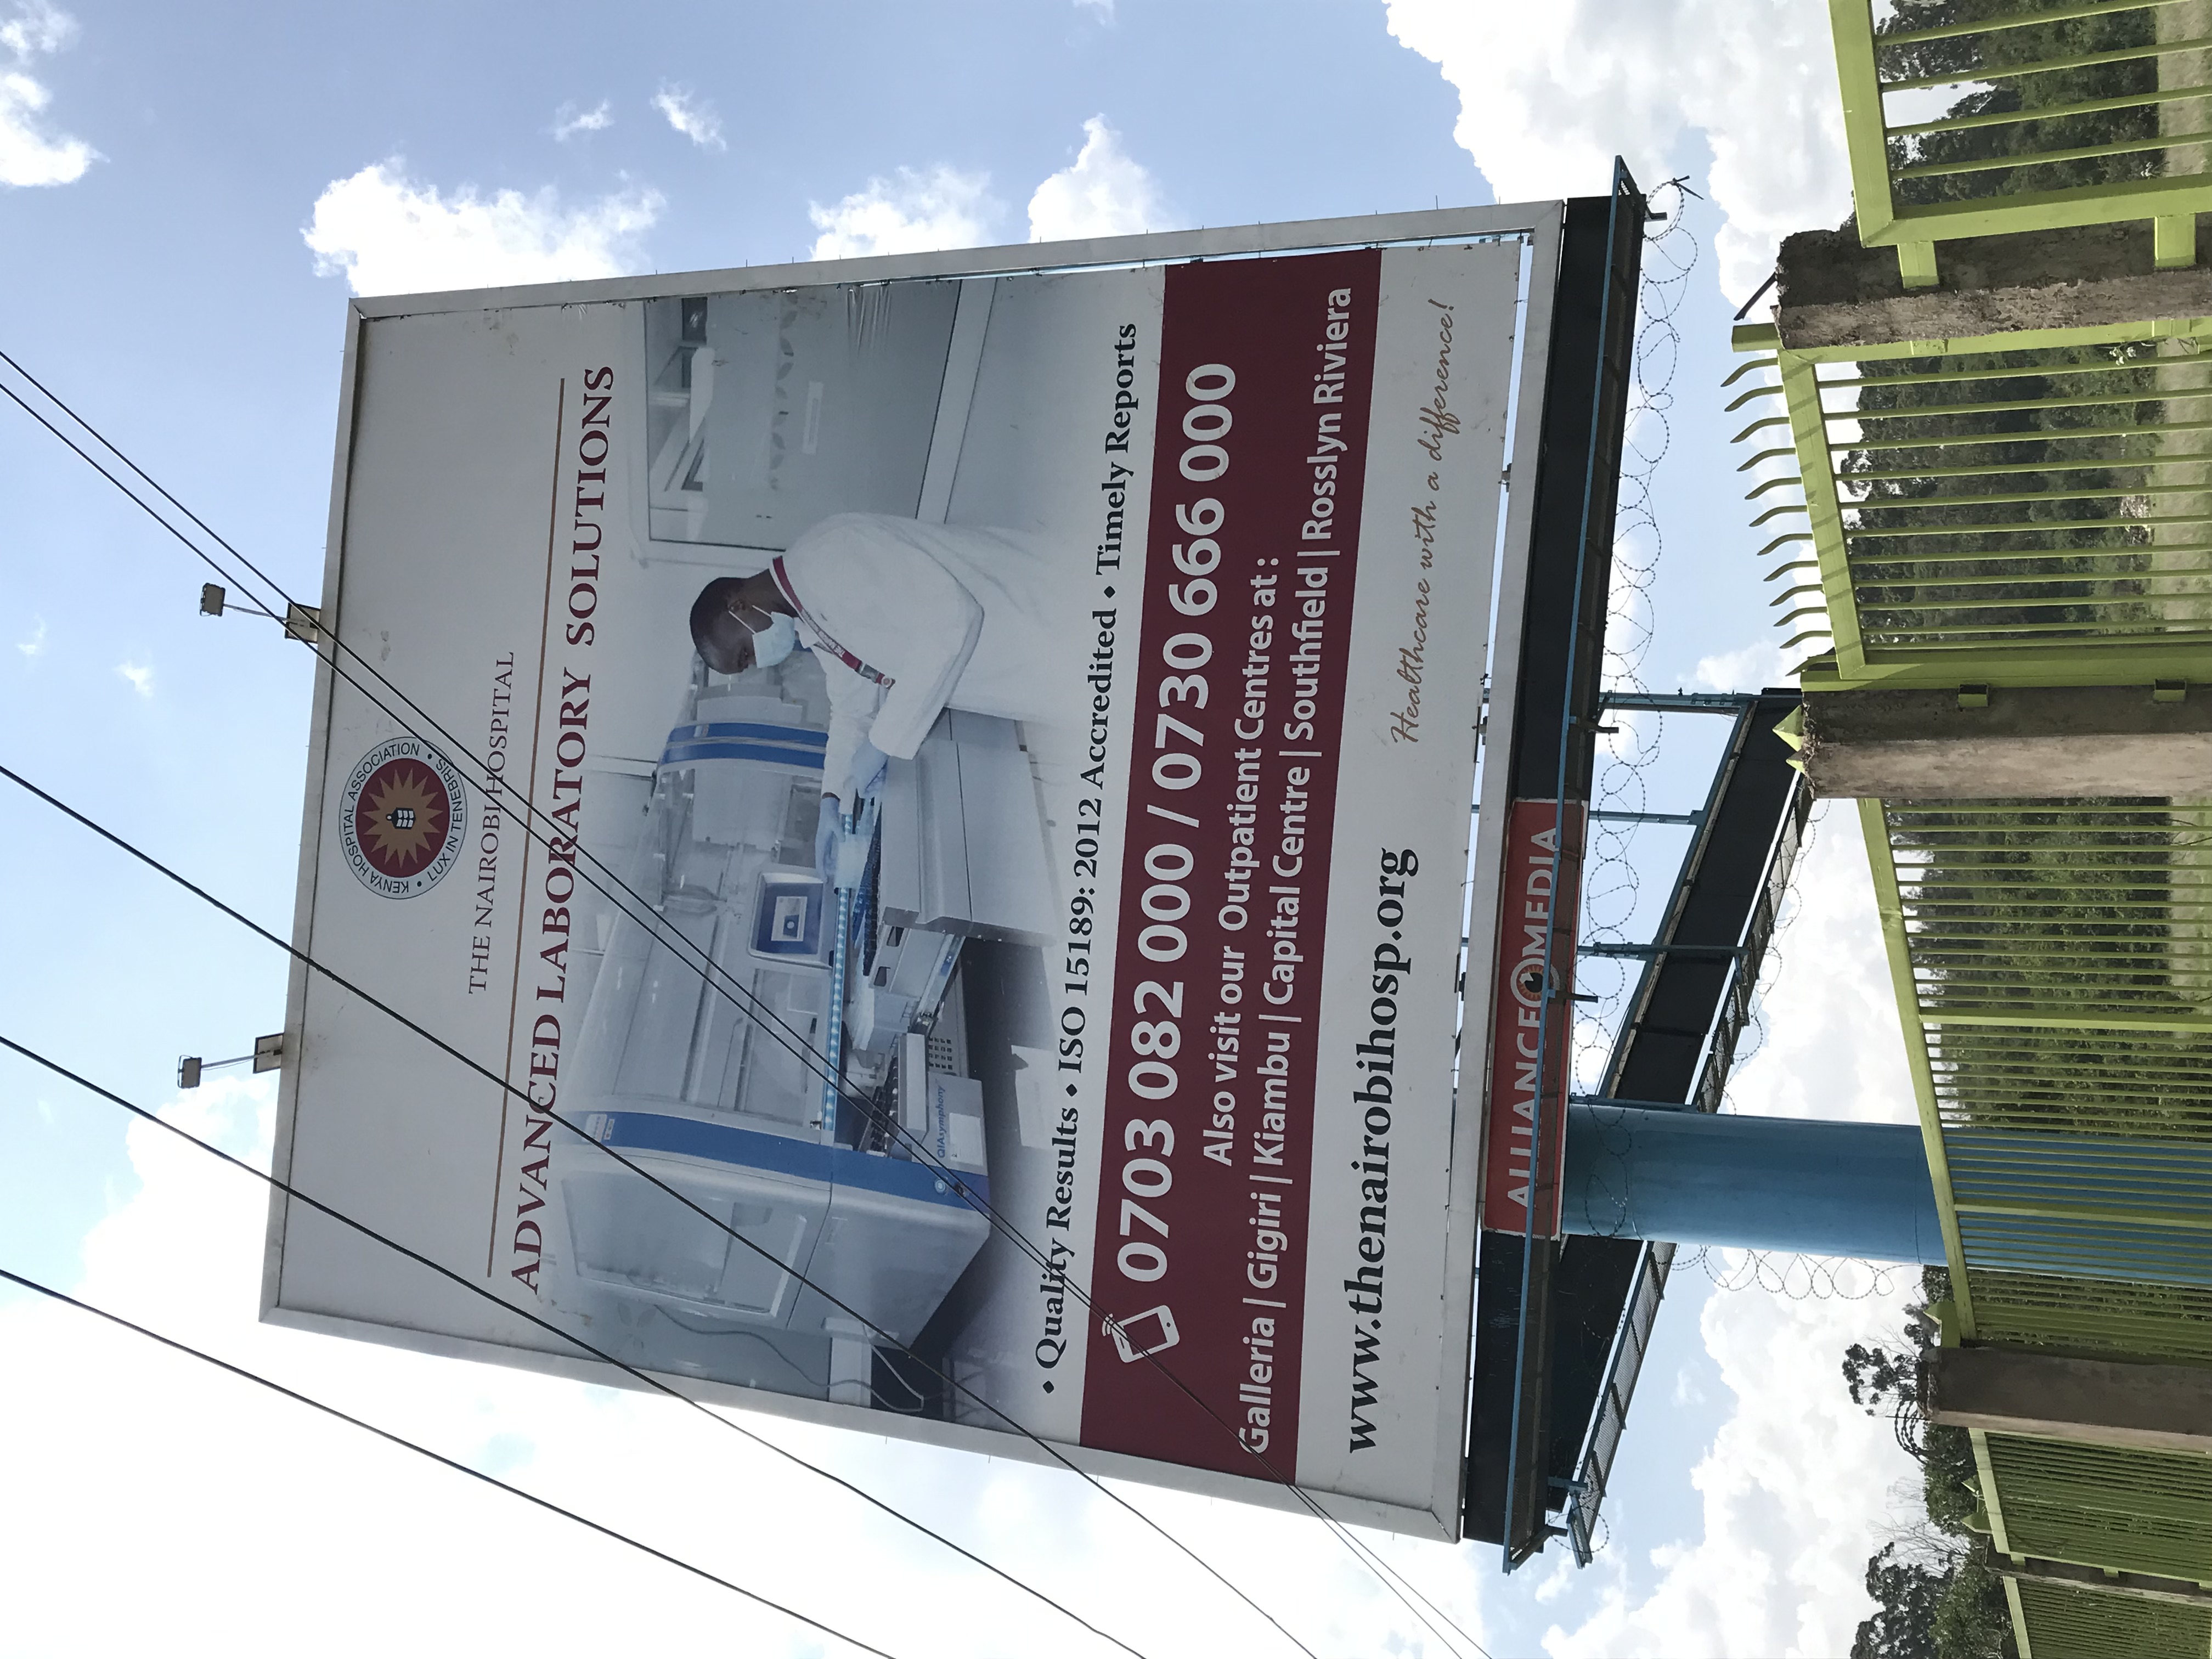 KENYA HOSPITAL ASSOCIATION
• LUX IN TENEBRIS •
THE NAIROBI HOSPITAL
ADVANCED LABORATORY SOLUTIONS
QIAsymphony
• Quality Results • ISO 15189: 2012 Accredited • Timely Reports
0703 082 000 / 0730 666 000
Also visit our Outpatient Centres at :
Galleria | Gigiri | Kiambu | Capital Centre | Southfield | Rosslyn Riviera
www.thenairobihosp.org
Healthcare with a difference!
ALLIANCE MEDIA